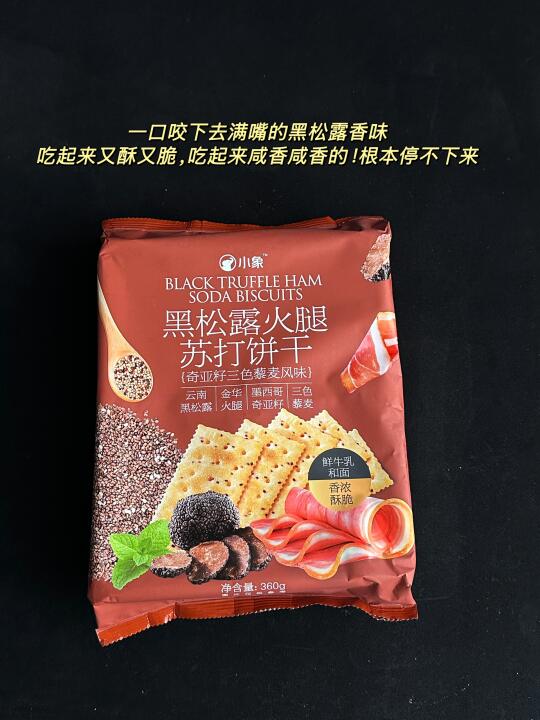 一口咬下去满嘴的黑松露香味
吃起来又酥又脆,吃起来咸香咸香的!根本停不下来
小象™
BLACK TRUFFLE HAM
SODA BISCUITS
黑松露火腿
苏打饼干
{奇亚籽三色藜麦风味}
云南 金华 墨西哥 三色
黑松露 火腿 奇亚籽 藜麦
鲜牛乳
和面
香浓
酥脆
净含量: 360g